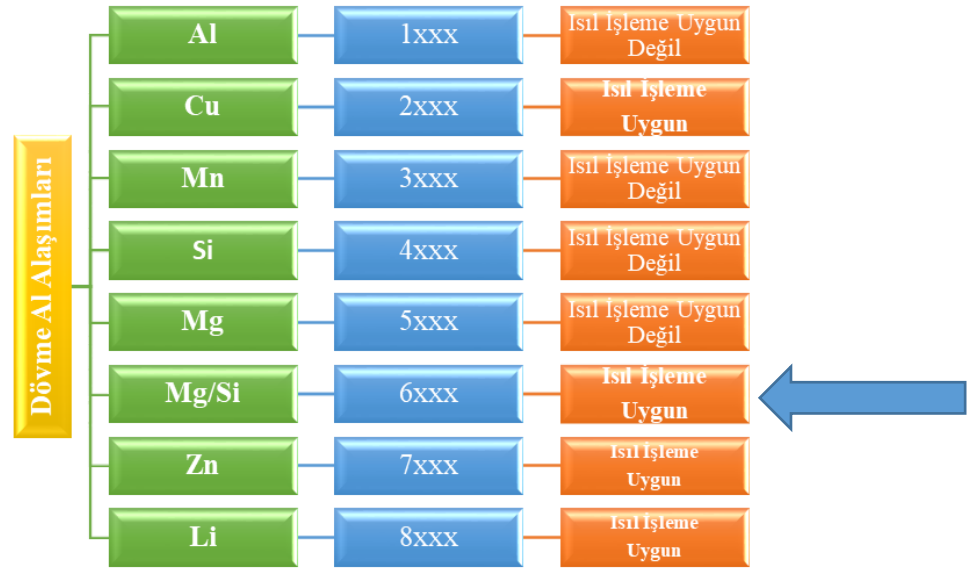 Dövme Al Alaşımları
Al
1xxx
Isıl İşleme Uygun
Değil
Cu
2xxx
Isıl İşleme
Uygun
Mn
3xxx
Isıl İşleme Uygun
Değil
Si
4xxx
Isıl İşleme Uygun
Değil
Mg
5xxx
Isıl İşleme Uygun
Değil
Mg/Si
6xxx
Isıl İşleme
Uygun
Zn
7xxx
Isıl İşleme
Uygun
Li
8xxx
Isıl İşleme
Uygun